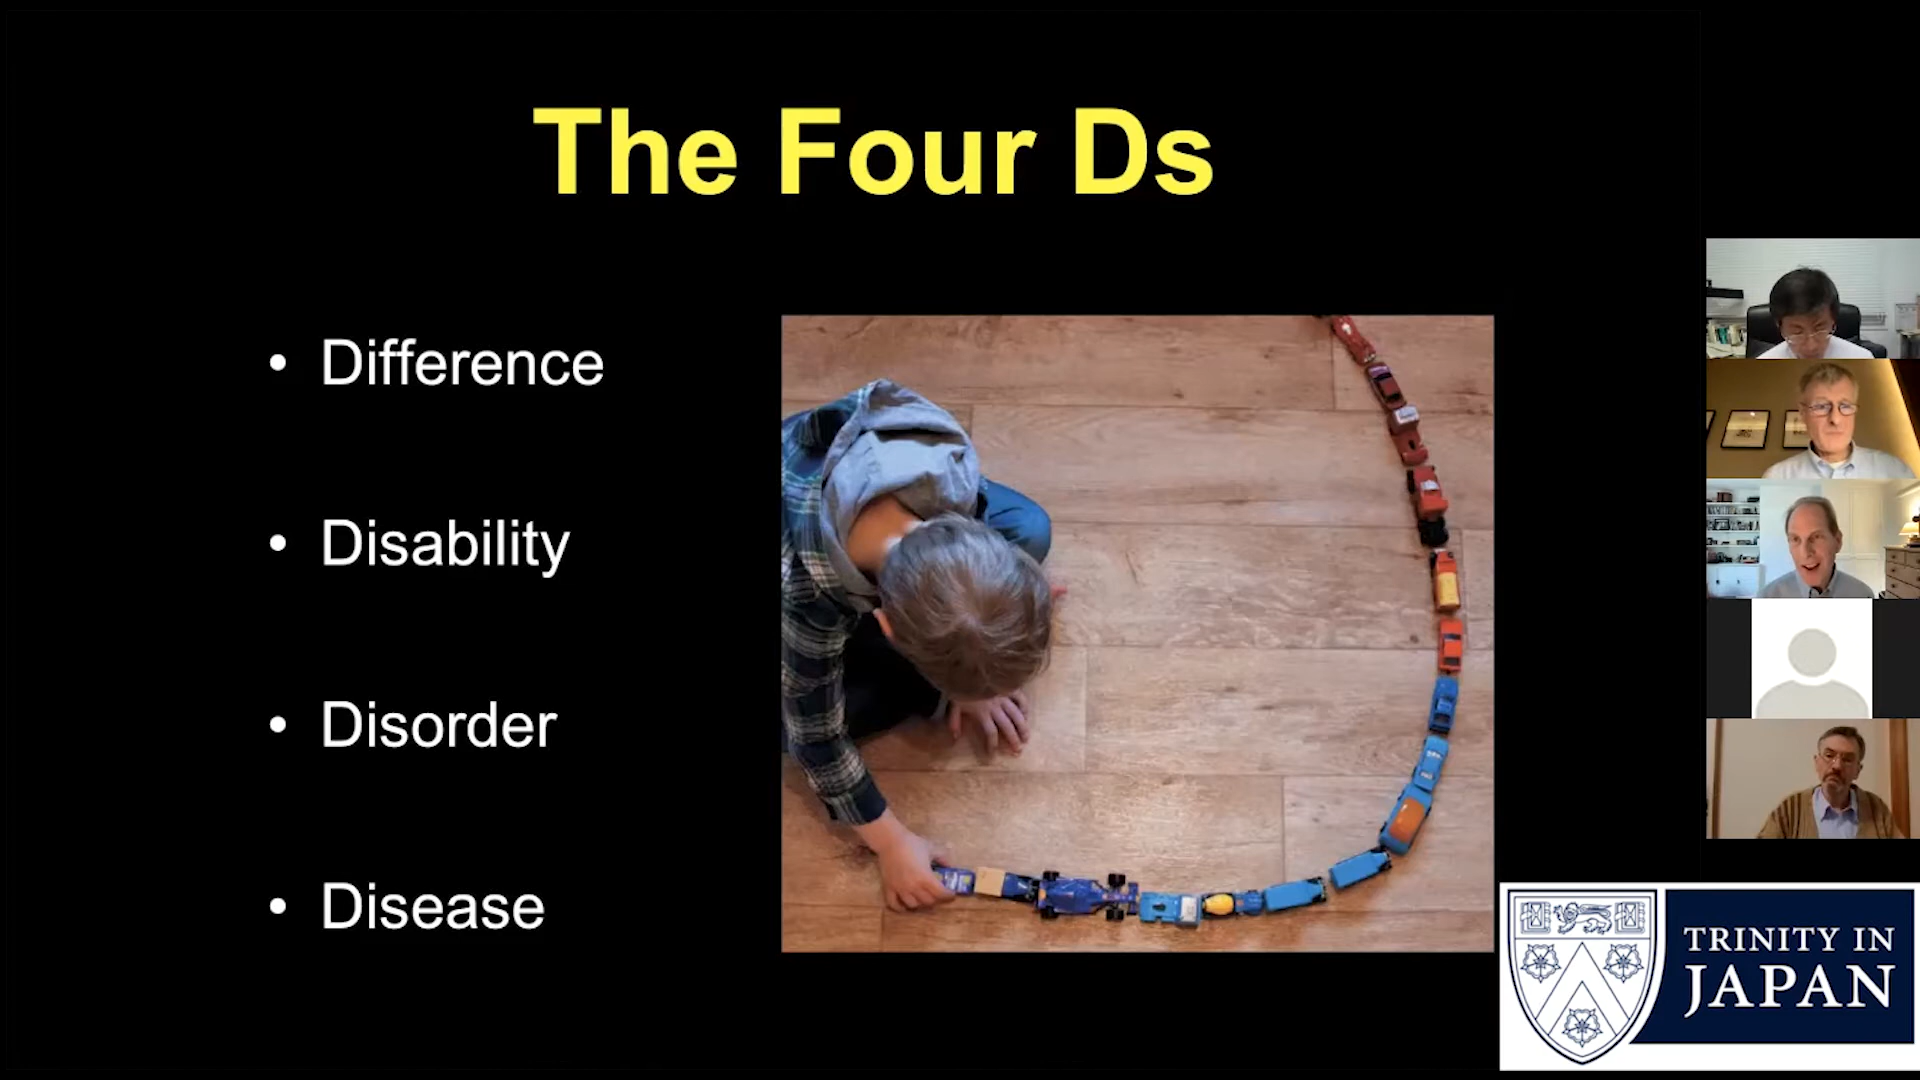 The Four Ds
• Difference
• Disability
• Disorder
• Disease
TRINITY IN
JAPAN